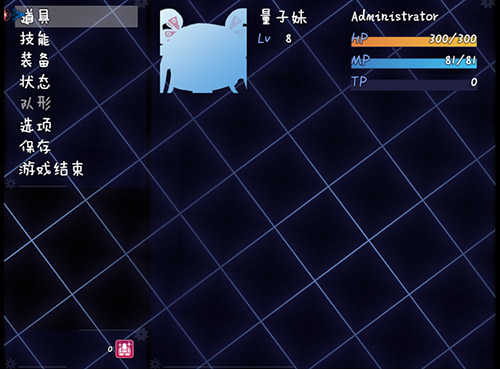 道具
技能
装备
状态
队形
选项
保存
游戏结束
量子妹 Administrator
Lv 8 HP 300/300
MP 81/81
TP 0
0